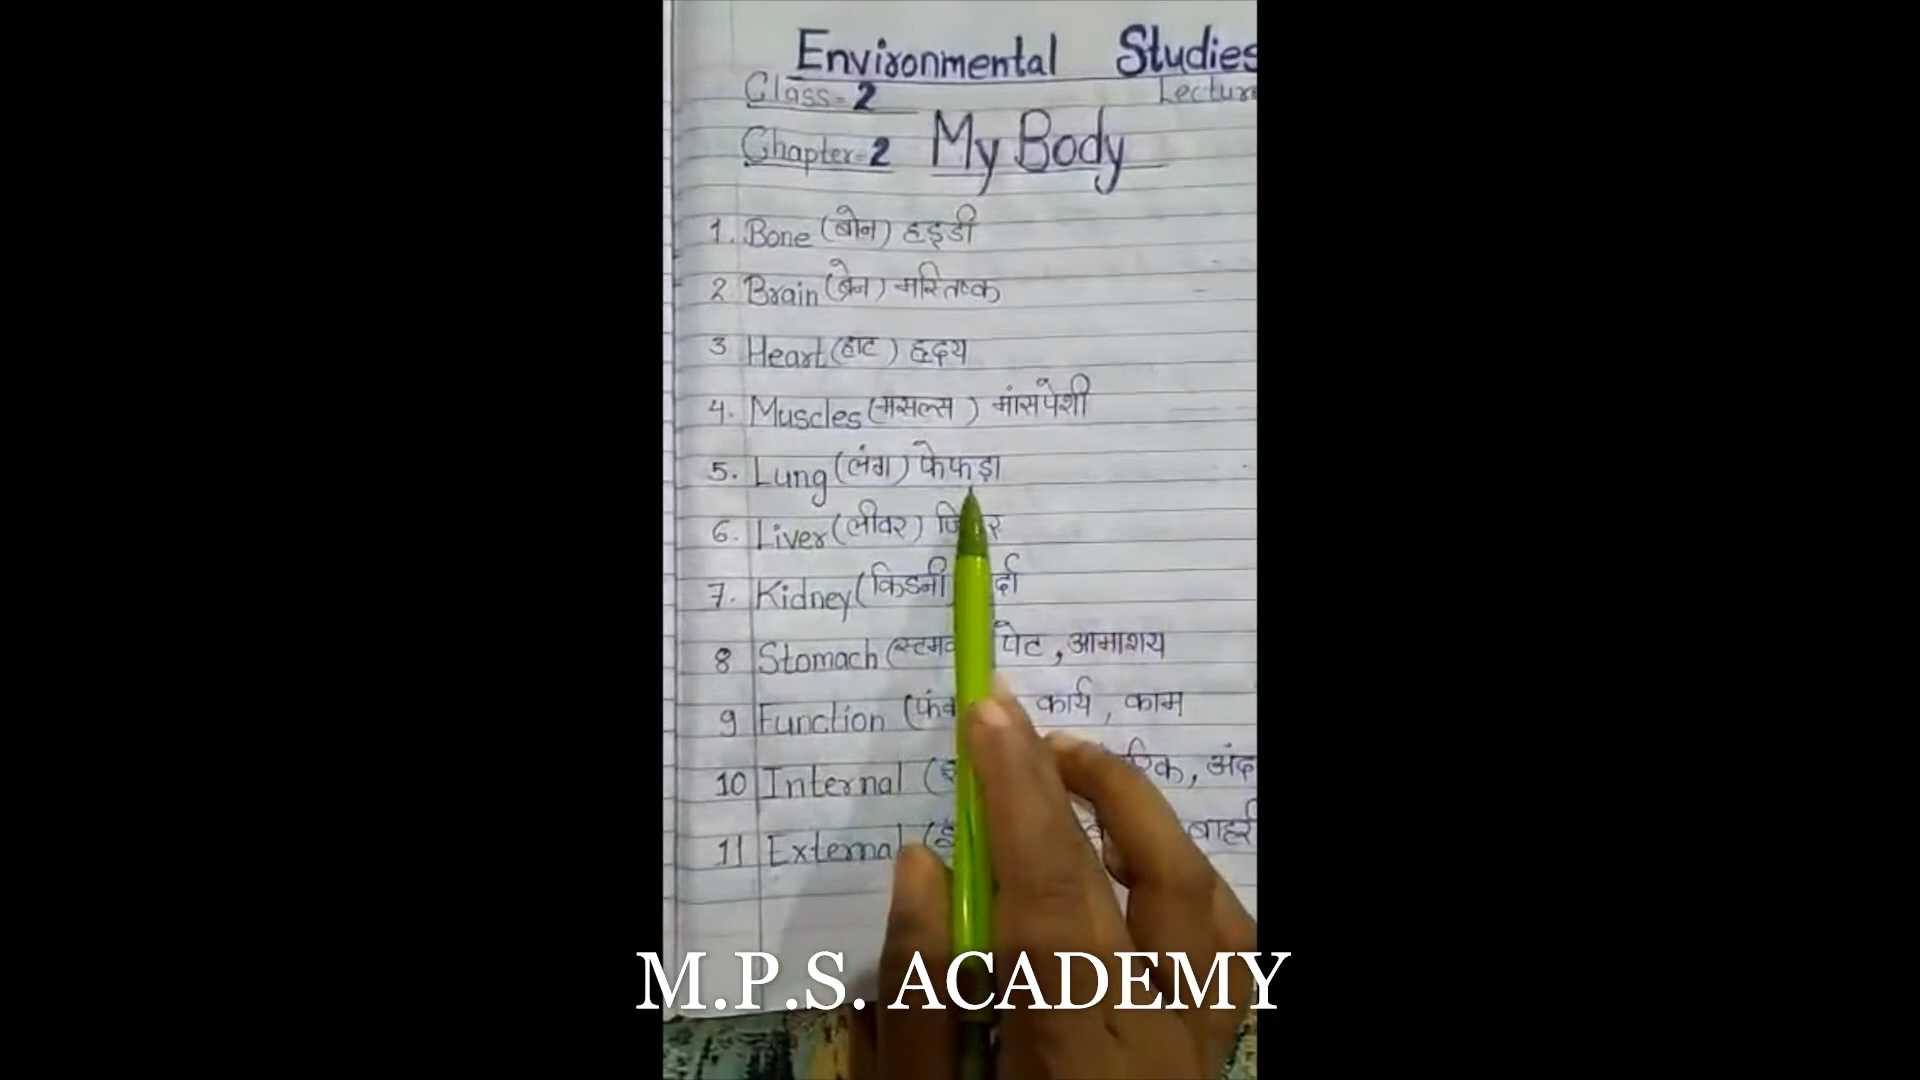 Environmental Studies
Class-2
Chapter-2 My Body
1. Bone (बोन) हड्डी
2 Brain (ब्रेन) मस्तिष्क
3 Heart (हार्ट) हृदय
4. Muscles (मसल्स) मांसपेशी
5. Lung (लंग) फेफड़ा
6. Liver (लीवर)
7. Kidney (किडनी
8 Stomach पेट, आमाशय
9 Function कार्य, काम
10 Internal
11 External
M.P.S. ACADEMY